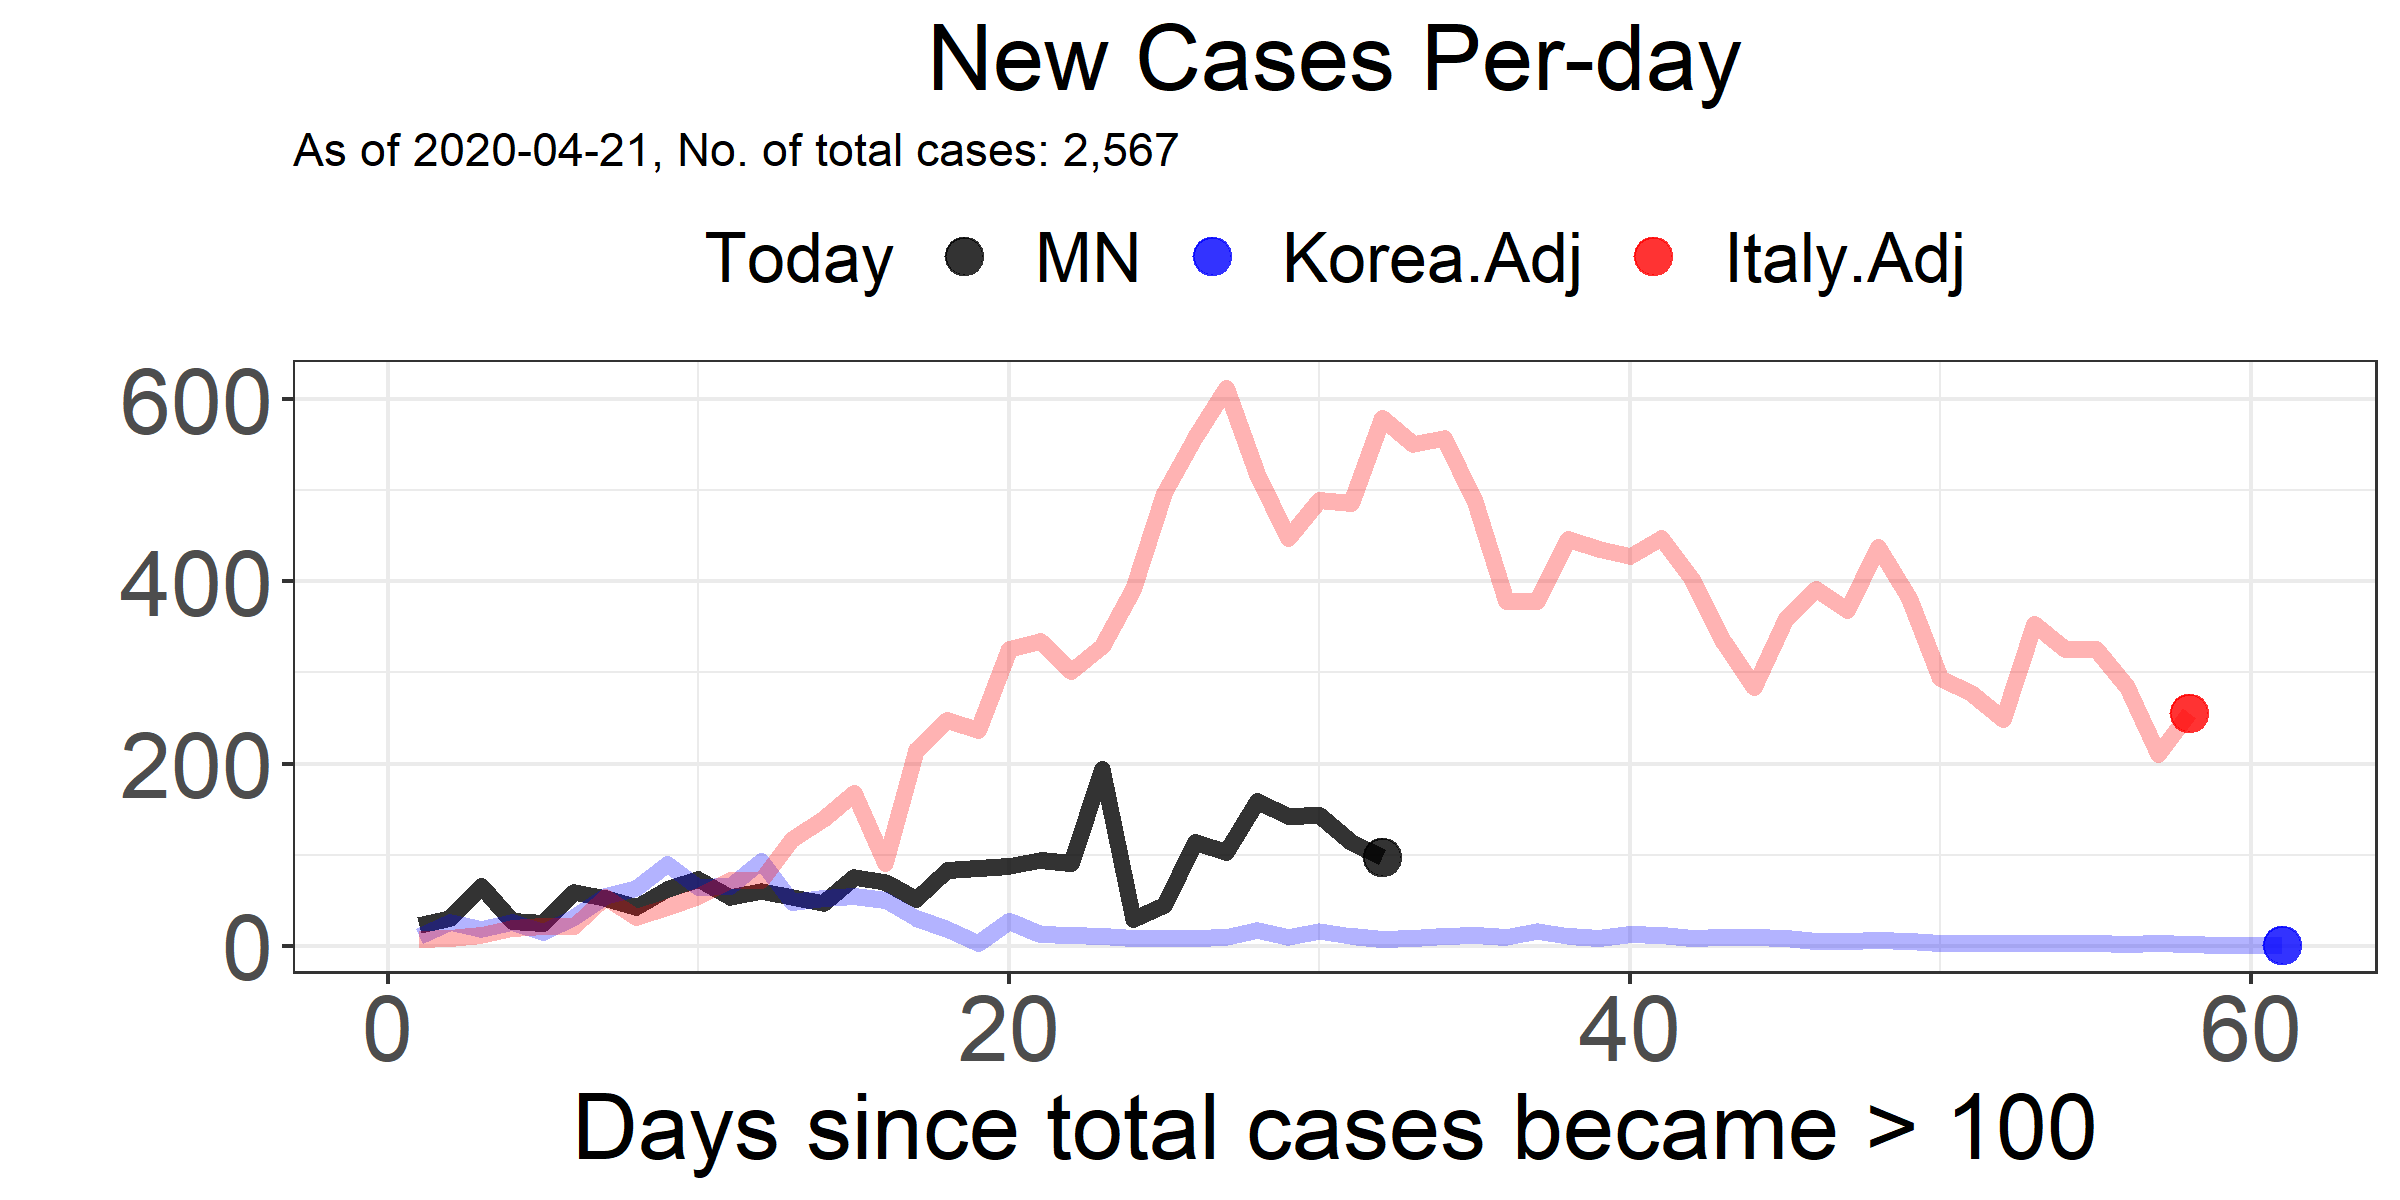 New Cases Per-day
As of 2020-04-21, No. of total cases: 2,567
Today MN Korea.Adj Italy.Adj
600
400
200
0
0 20 40 60
Days since total cases became > 100